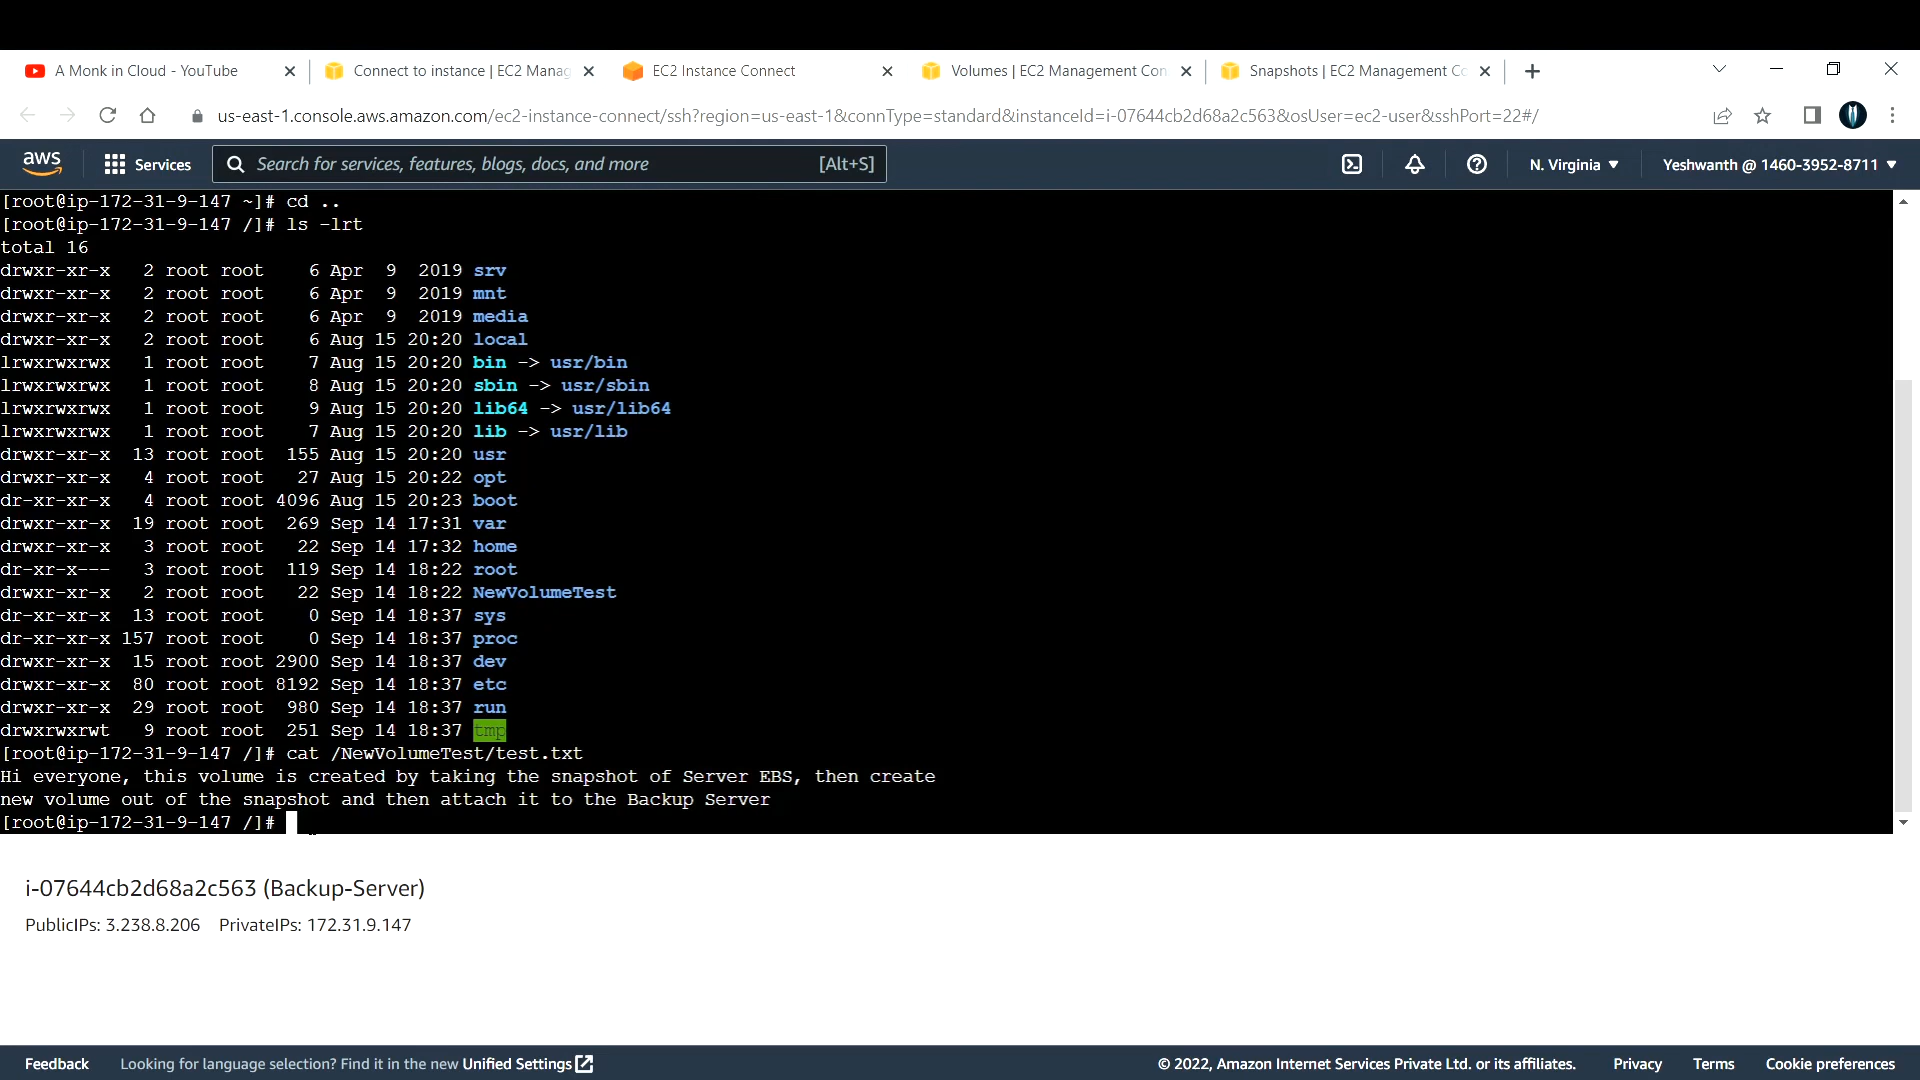 A Monk in Cloud - YouTube
Connect to instance | EC2 Manag
EC2 Instance Connect
Volumes | EC2 Management Con
Snapshots | EC2 Management Co
us-east-1.console.aws.amazon.com/ec2-instance-connect/ssh?region=us-east-1&connType=standard&instanceId=i-07644cb2d68a2c563&osUser=ec2-user&sshPort=22#/
aws Services Search for services, features, blogs, docs, and more [Alt+S] N. Virginia Yeshwanth @ 1460-3952-8711
[root@ip-172-31-9-147 ~]# cd ..
[root@ip-172-31-9-147 /]# ls -lrt
total 16
drwxr-xr-x   2 root root    6 Apr  9  2019 srv
drwxr-xr-x   2 root root    6 Apr  9  2019 mnt
drwxr-xr-x   2 root root    6 Apr  9  2019 media
drwxr-xr-x   2 root root    6 Aug 15 20:20 local
lrwxrwxrwx   1 root root    7 Aug 15 20:20 bin -> usr/bin
lrwxrwxrwx   1 root root    8 Aug 15 20:20 sbin -> usr/sbin
lrwxrwxrwx   1 root root    9 Aug 15 20:20 lib64 -> usr/lib64
lrwxrwxrwx   1 root root    7 Aug 15 20:20 lib -> usr/lib
drwxr-xr-x  13 root root  155 Aug 15 20:20 usr
drwxr-xr-x   4 root root   27 Aug 15 20:22 opt
dr-xr-xr-x   4 root root 4096 Aug 15 20:23 boot
drwxr-xr-x  19 root root  269 Sep 14 17:31 var
drwxr-xr-x   3 root root   22 Sep 14 17:32 home
dr-xr-x---   3 root root  119 Sep 14 18:22 root
drwxr-xr-x   2 root root   22 Sep 14 18:22 NewVolumeTest
dr-xr-xr-x  13 root root    0 Sep 14 18:37 sys
dr-xr-xr-x 157 root root    0 Sep 14 18:37 proc
drwxr-xr-x  15 root root 2900 Sep 14 18:37 dev
drwxr-xr-x  80 root root 8192 Sep 14 18:37 etc
drwxr-xr-x  29 root root  980 Sep 14 18:37 run
drwxrwxrwt   9 root root  251 Sep 14 18:37 tmp
[root@ip-172-31-9-147 /]# cat /NewVolumeTest/test.txt
Hi everyone, this volume is created by taking the snapshot of Server EBS, then create
new volume out of the snapshot and then attach it to the Backup Server
[root@ip-172-31-9-147 /]#
i-07644cb2d68a2c563 (Backup-Server)
PublicIPs: 3.238.8.206 PrivateIPs: 172.31.9.147
Feedback Looking for language selection? Find it in the new Unified Settings © 2022, Amazon Internet Services Private Ltd. or its affiliates. Privacy Terms Cookie preferences